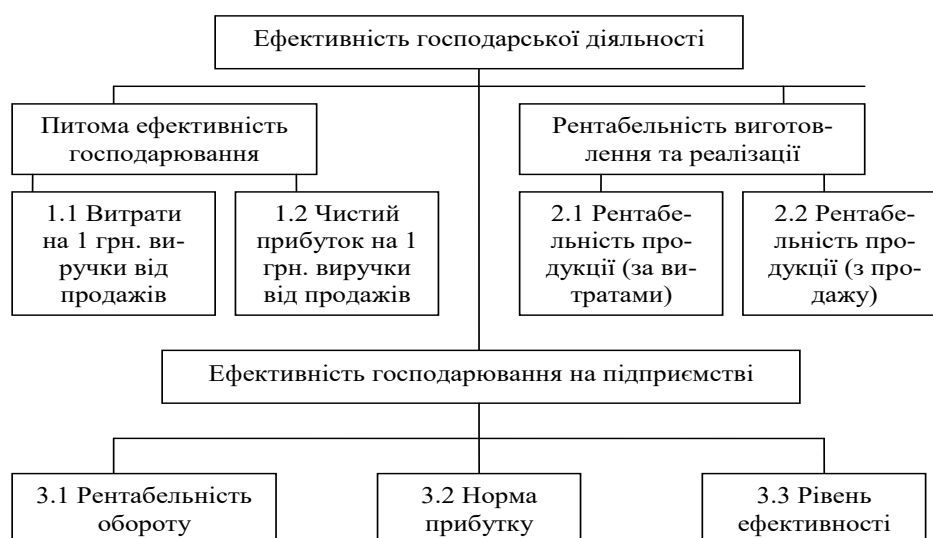 Ефективність господарської діяльності
Питома ефективність
господарювання
Рентабельність виготов-
лення та реалізації
1.1 Витрати
на 1 грн. ви-
ручки від
продажів
1.2 Чистий
прибуток на 1
грн. виручки
від продажів
2.1 Рентабе-
льність про-
дукції (за ви-
тратами)
2.2 Рентабе-
льність про-
дукції (з про-
дажу)
Ефективність господарювання на підприємстві
3.1 Рентабельність
обороту
3.2 Норма
прибутку
3.3 Рівень
ефективності